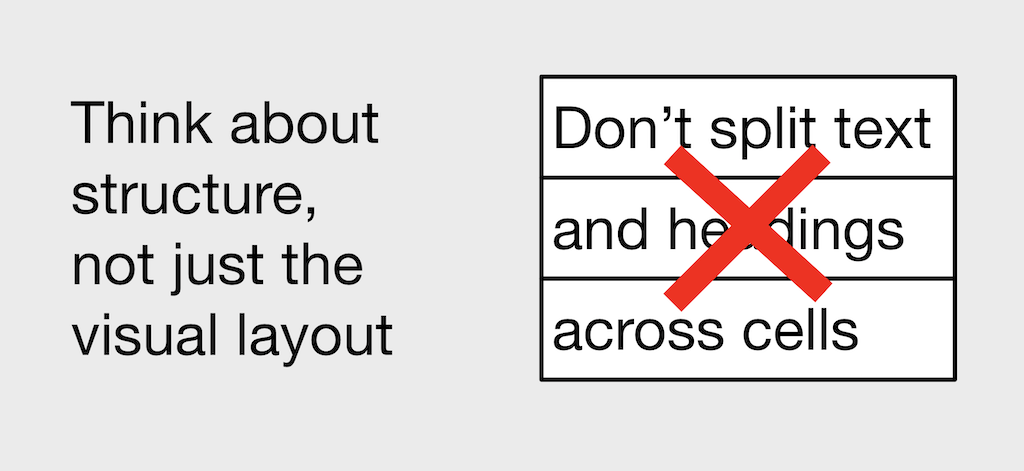 Think about
structure,
not just the
visual layout
Don’t split text
and headings
across cells